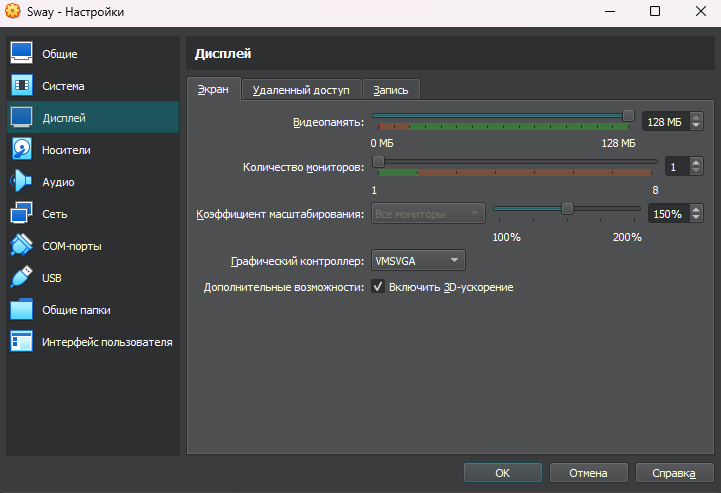 Sway - Настройки
Общие
Система
Дисплей
Носители
Аудио
Сеть
COM-порты
USB
Общие папки
Интерфейс пользователя
Дисплей
Экран Удаленный доступ Запись
Видеопамять: 128 МБ
0 МБ 128 МБ
Количество мониторов: 1
1 8
Коэффициент масштабирования: Все мониторы 150%
100% 200%
Графический контроллер: VMSVGA
Дополнительные возможности: Включить 3D-ускорение
OK Отмена Справка